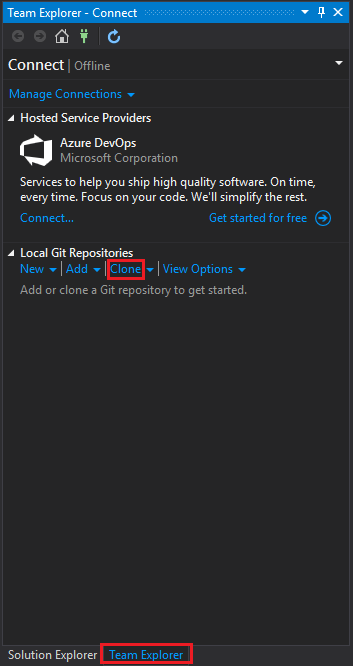 Team Explorer - Connect
Connect | Offline
Manage Connections
Hosted Service Providers
Azure DevOps
Microsoft Corporation
Services to help you ship high quality software. On time,
every time. Focus on your code. We'll simplify the rest.
Connect... Get started for free
Local Git Repositories
New | Add | Clone | View Options
Add or clone a Git repository to get started.
Solution Explorer Team Explorer